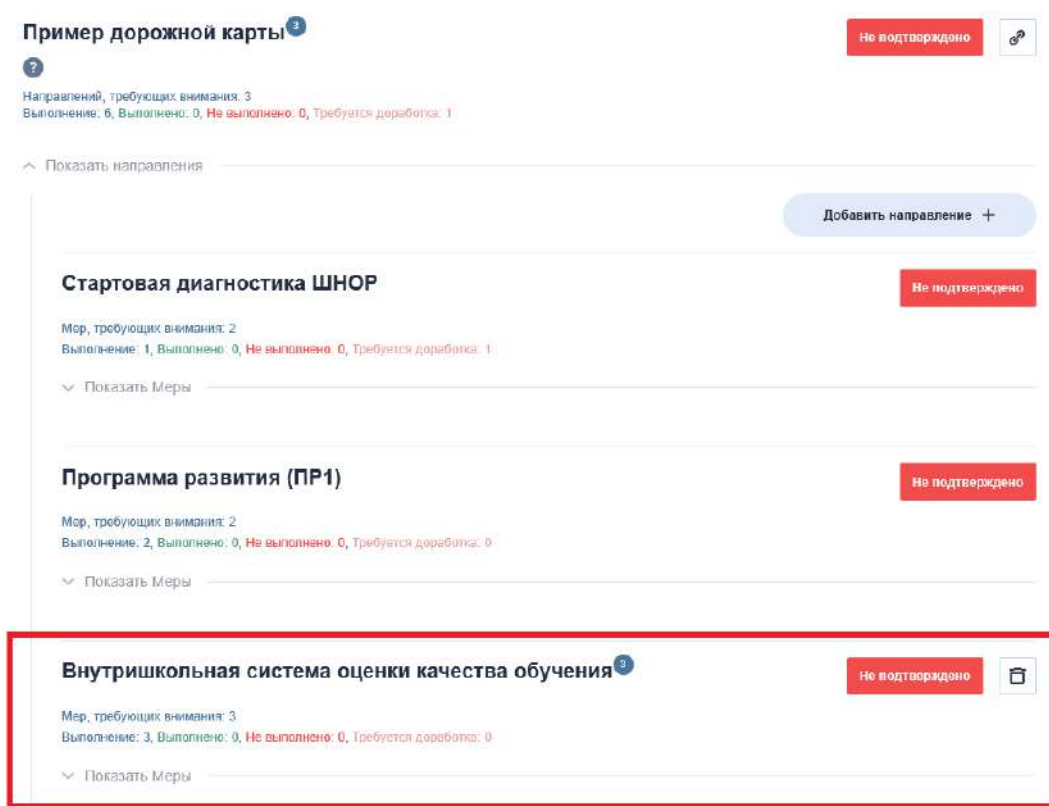 Пример дорожной карты 3
Не подтверждено
?
Направлений, требующих внимания: 3
Выполнение: 6, Выполнено: 0, Не выполнено: 0, Требуется доработка: 1
Показать направления
Добавить направление +
Стартовая диагностика ШНОР
Не подтверждено
Мер, требующих внимания: 2
Выполнение: 1, Выполнено: 0, Не выполнено: 0, Требуется доработка: 1
Показать Меры
Программа развития (ПР1)
Не подтверждено
Мер, требующих внимания: 2
Выполнение: 2, Выполнено: 0, Не выполнено: 0, Требуется доработка: 0
Показать Меры
Внутришкольная система оценки качества обучения 3
Не подтверждено
Мер, требующих внимания: 3
Выполнение: 3, Выполнено: 0, Не выполнено: 0, Требуется доработка: 0
Показать Меры